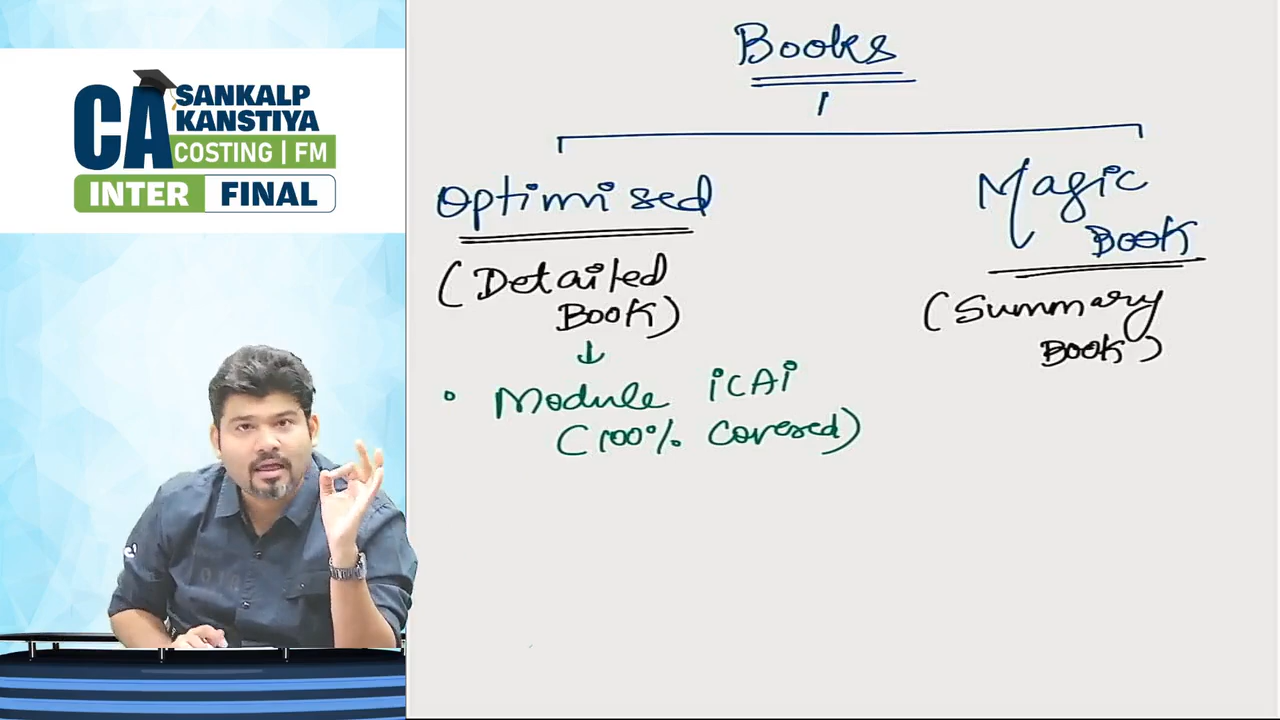 CA SANKALP
KANSTIYA
COSTING | FM
INTER FINAL
Books
Optimised
(Detailed
Book)
• Module iCAi
(100% covered)
Magic
Book
(Summary
Book)